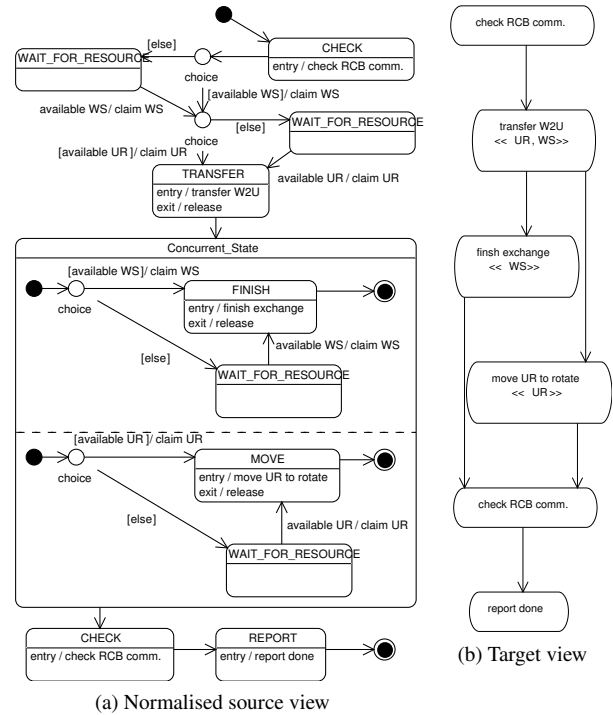 [else]
CHECK
entry / check RCB comm.
WAIT_FOR_RESOURCE
choice
[available WS]/ claim WS
available WS/ claim WS
[else]
WAIT_FOR_RESOURCE
choice
[available UR]/ claim UR
available UR / claim UR
TRANSFER
entry / transfer W2U
exit / release
Concurrent_State
[available WS]/ claim WS
FINISH
entry / finish exchange
exit / release
choice
[else]
available WS/ claim WS
WAIT_FOR_RESOURCE
[available UR]/ claim UR
MOVE
entry / move UR to rotate
exit / release
choice
[else]
available UR / claim UR
WAIT_FOR_RESOURCE
CHECK
entry / check RCB comm.
REPORT
entry / report done
(a) Normalised source view
check RCB comm.
transfer W2U
<< UR, WS>>
finsh exchange
<< WS>>
move UR to rotate
<< UR>>
check RCB comm.
report done
(b) Target view